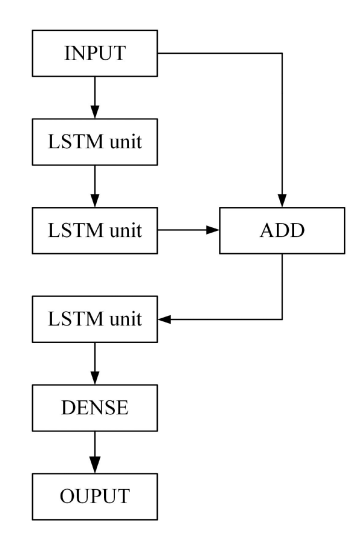 INPUT
LSTM unit
LSTM unit
ADD
LSTM unit
DENSE
OUPUT